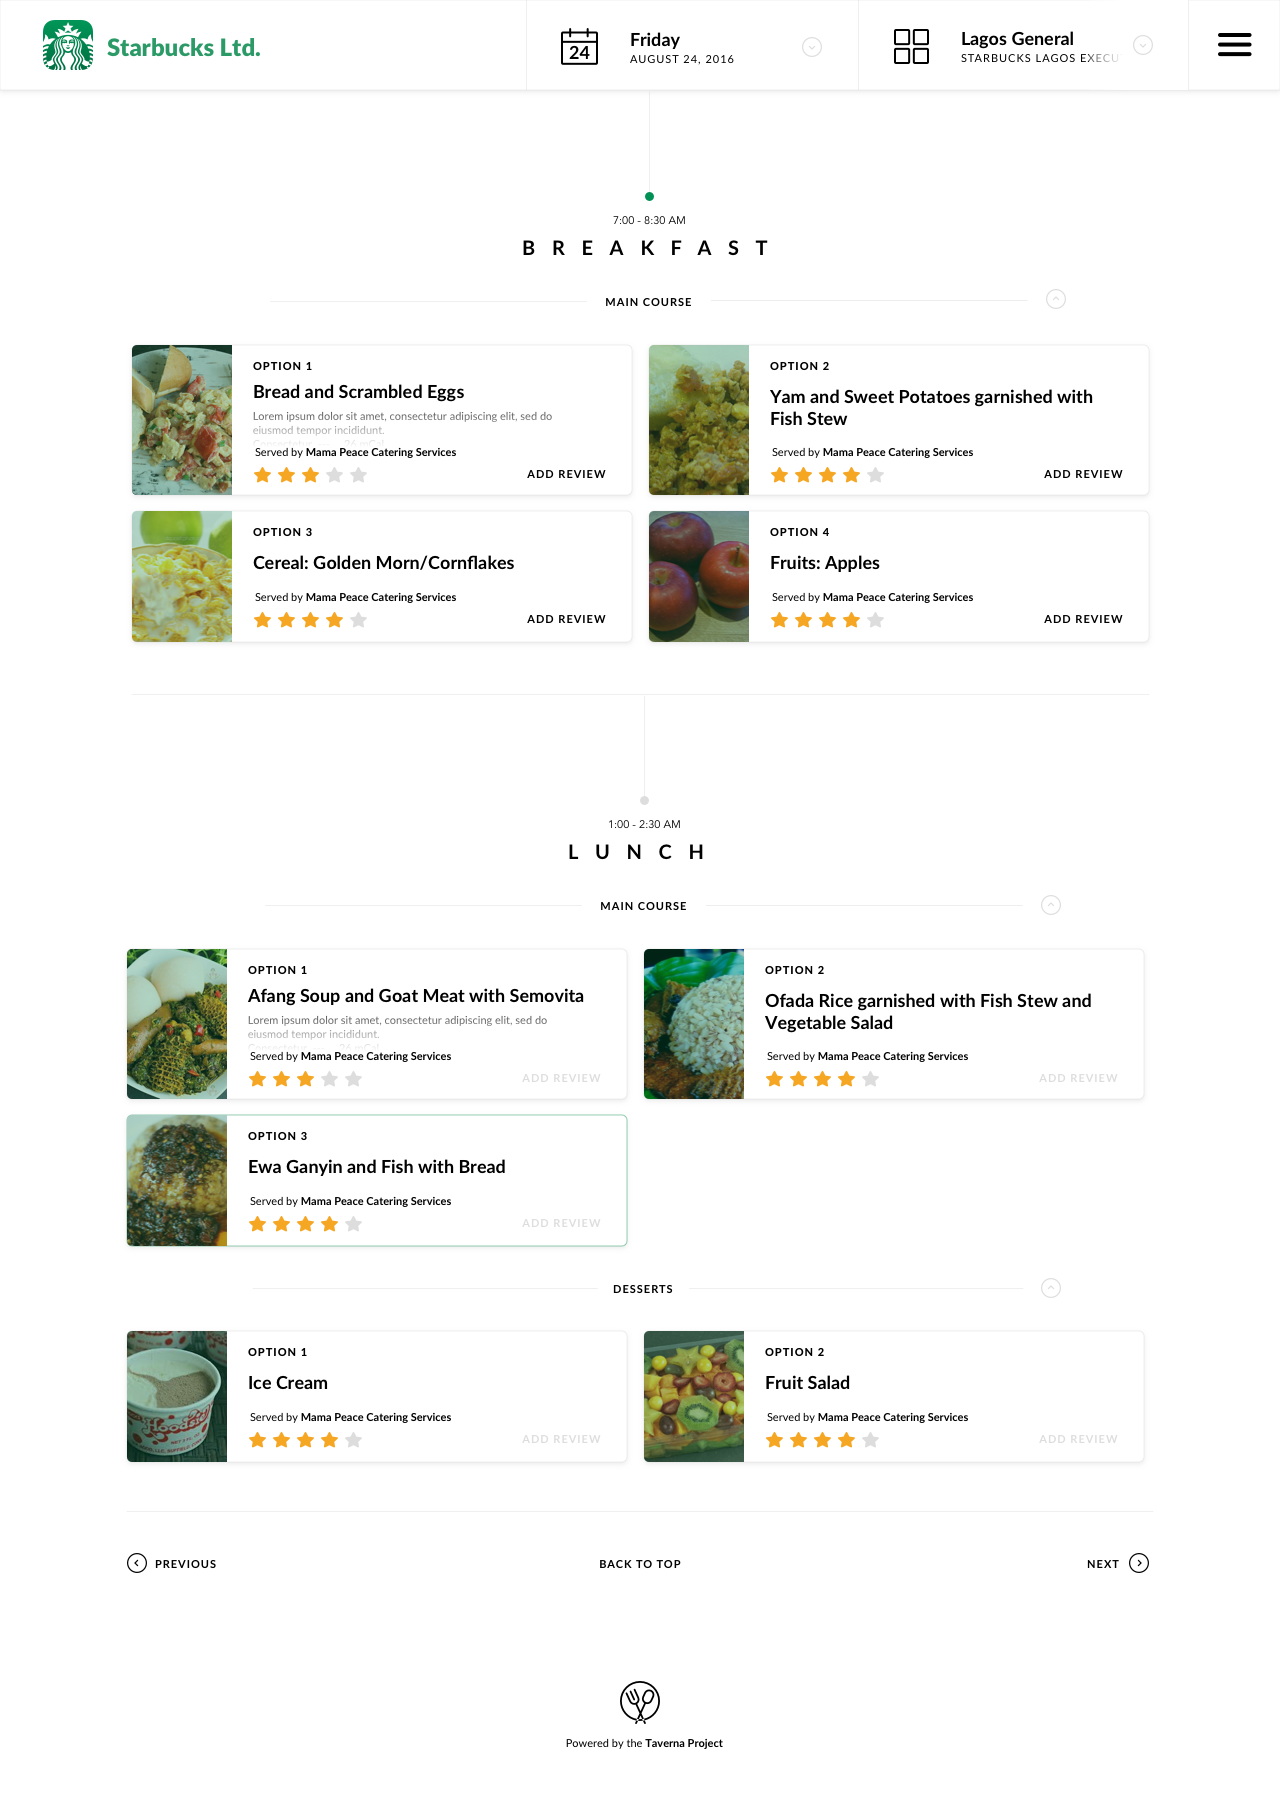 Starbucks Ltd.
24
Friday
AUGUST 24, 2016
Lagos General
STARBUCKS LAGOS EXECU
7:00 - 8:30 AM
BREAKFAST
MAIN COURSE
OPTION 1
Bread and Scrambled Eggs
Lorem ipsum dolor sit amet, consectetur adipiscing elit, sed do
eiusmod tempor incididunt.
Served by Mama Peace Catering Services
ADD REVIEW
OPTION 2
Yam and Sweet Potatoes garnished with
Fish Stew
Served by Mama Peace Catering Services
ADD REVIEW
OPTION 3
Cereal: Golden Morn/Cornflakes
Served by Mama Peace Catering Services
ADD REVIEW
OPTION 4
Fruits: Apples
Served by Mama Peace Catering Services
ADD REVIEW
1:00 - 2:30 AM
LUNCH
MAIN COURSE
OPTION 1
Afang Soup and Goat Meat with Semovita
Lorem ipsum dolor sit amet, consectetur adipiscing elit, sed do
eiusmod tempor incididunt.
Served by Mama Peace Catering Services
ADD REVIEW
OPTION 2
Ofada Rice garnished with Fish Stew and
Vegetable Salad
Served by Mama Peace Catering Services
ADD REVIEW
OPTION 3
Ewa Ganyin and Fish with Bread
Served by Mama Peace Catering Services
ADD REVIEW
DESSERTS
OPTION 1
Ice Cream
Served by Mama Peace Catering Services
ADD REVIEW
Hoodsie
OPTION 2
Fruit Salad
Served by Mama Peace Catering Services
ADD REVIEW
PREVIOUS
BACK TO TOP
NEXT
Powered by the Taverna Project